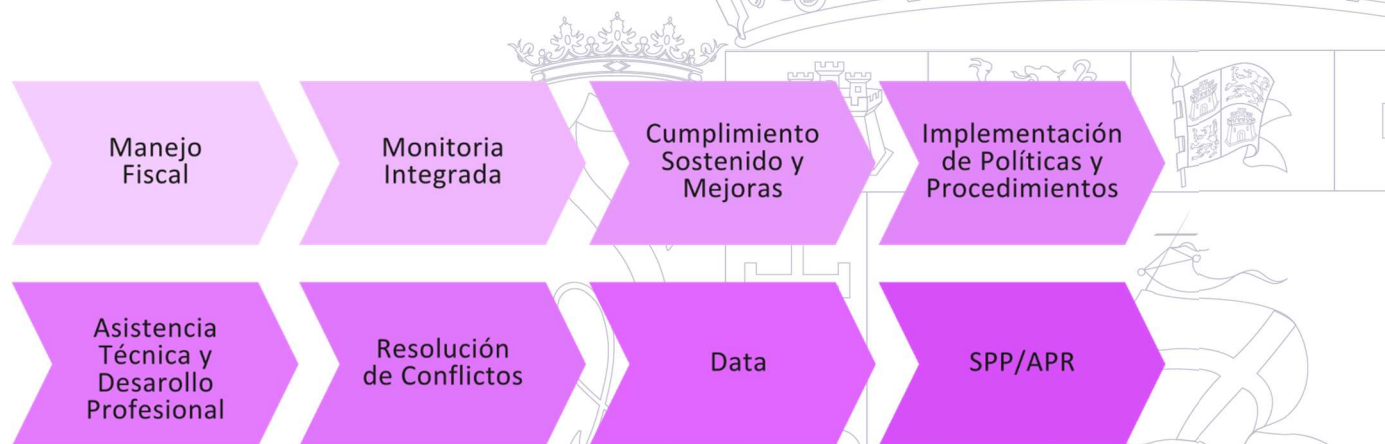 Manejo
Fiscal
Monitoria
Integrada
Cumplimiento
Sostenido y
Mejoras
Implementación
de Políticas y
Procedimientos
Asistencia
Técnica y
Desarollo
Profesional
Resolución
de Conflictos
Data
SPP/APR